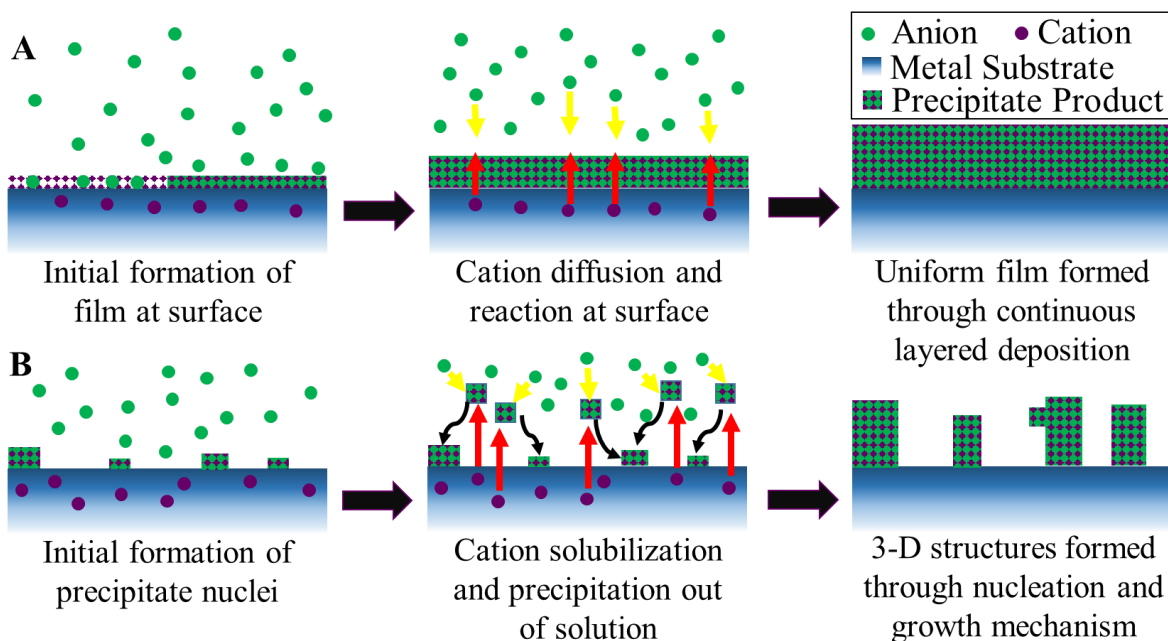 A
Anion
Cation
Metal Substrate
Precipitate Product
Initial formation of
film at surface
Cation diffusion and
reaction at surface
Uniform film formed
through continuous
layered deposition
B
Initial formation of
precipitate nuclei
Cation solubilization
and precipitation out
of solution
3-D structures formed
through nucleation and
growth mechanism